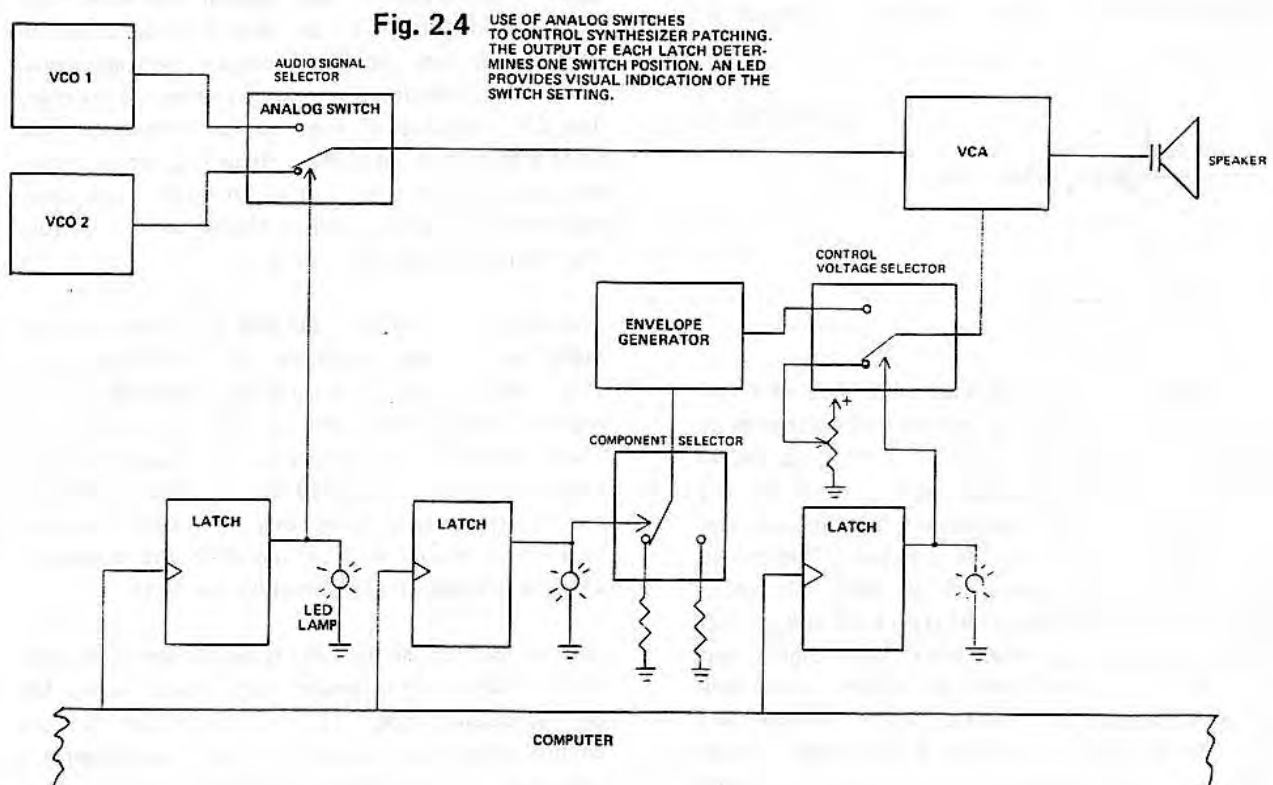 Fig. 2.4
USE OF ANALOG SWITCHES
TO CONTROL SYNTHESIZER PATCHING.
THE OUTPUT OF EACH LATCH DETER-
MINES ONE SWITCH POSITION. AN LED
PROVIDES VISUAL INDICATION OF THE
SWITCH SETTING.
VCO 1
AUDIO SIGNAL
SELECTOR
ANALOG SWITCH
VCO 2
VCA
SPEAKER
CONTROL
VOLTAGE SELECTOR
ENVELOPE
GENERATOR
+
COMPONENT SELECTOR
LATCH
LED
LAMP
LATCH
LATCH
COMPUTER